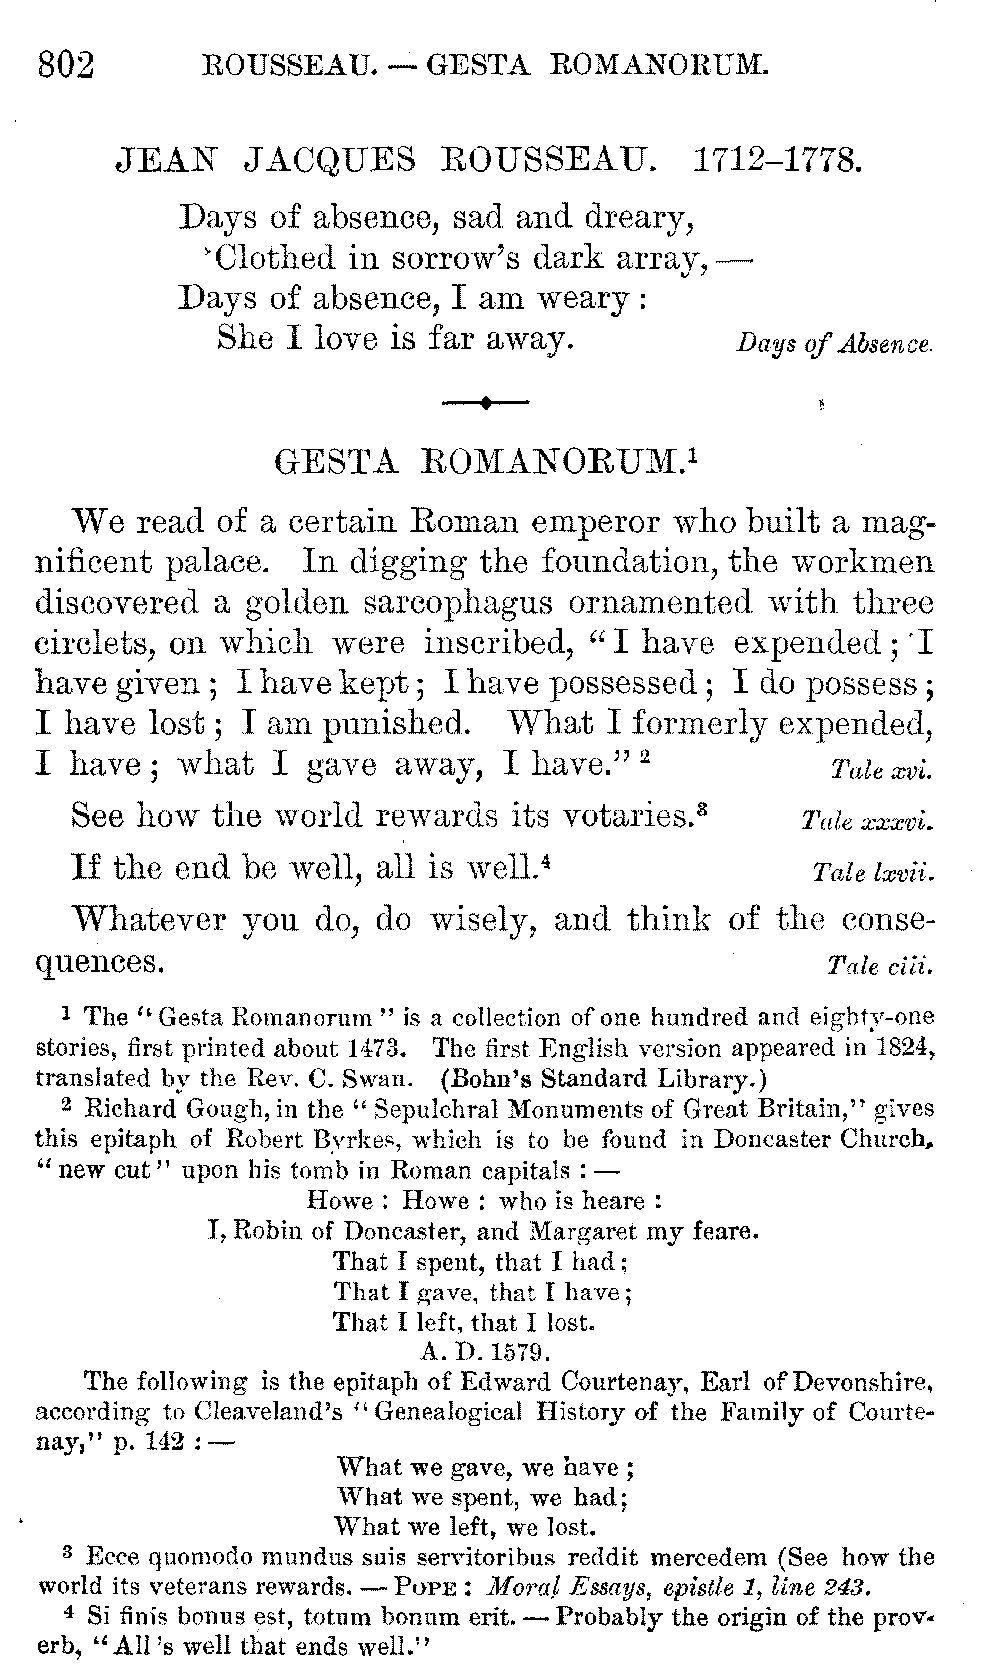 802 ROUSSEAU. — GESTA ROMANORUM.
JEAN JACQUES ROUSSEAU. 1712–1778.
Days of absence, sad and dreary,
Clothed in sorrow's dark array, —
Days of absence, I am weary :
She I love is far away. Days of Absence.
GESTA ROMANORUM.¹
We read of a certain Roman emperor who built a mag-
nificent palace. In digging the foundation, the workmen
discovered a golden sarcophagus ornamented with three
circlets, on which were inscribed, "I have expended ; I
have given ; I have kept ; I have possessed ; I do possess ;
I have lost ; I am punished. What I formerly expended,
I have ; what I gave away, I have." ² Tale xvi.
See how the world rewards its votaries.³ Tale xxxvi.
If the end be well, all is well.⁴ Tale lxvii.
Whatever you do, do wisely, and think of the conse-
quences. Tale ciii.
¹ The "Gesta Romanorum" is a collection of one hundred and eighty-one
stories, first printed about 1473. The first English version appeared in 1824,
translated by the Rev. C. Swan. (Bohn's Standard Library.)
² Richard Gough, in the "Sepulchral Monuments of Great Britain," gives
this epitaph of Robert Byrkes, which is to be found in Doncaster Church,
"new cut" upon his tomb in Roman capitals : —
Howe : Howe : who is heare :
I, Robin of Doncaster, and Margaret my feare.
That I spent, that I had ;
That I gave, that I have ;
That I left, that I lost.
A. D. 1579.
The following is the epitaph of Edward Courtenay, Earl of Devonshire,
according to Cleaveland's "Genealogical History of the Family of Courte-
nay," p. 142 : —
What we gave, we have ;
What we spent, we had ;
What we left, we lost.
³ Ecce quomodo mundus suis servitoribus reddit mercedem (See how the
world its veterans rewards. — POPE : Moral Essays, epistle 1, line 243.
⁴ Si finis bonus est, totum bonum erit. — Probably the origin of the prov-
erb, "All 's well that ends well."